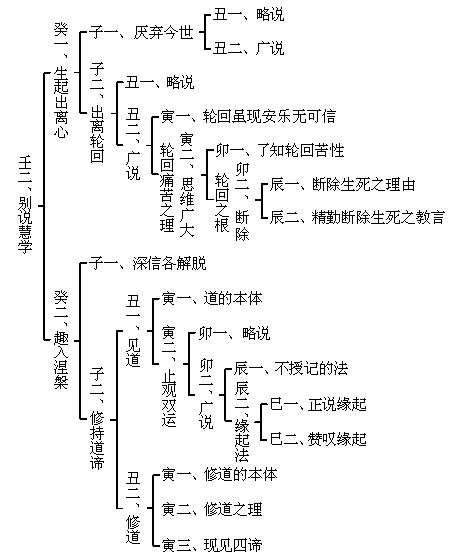 壬二、别说慧学
癸一、生起出离心
子一、厌弃今世
丑一、略说
丑二、广说
子二、出离轮回
丑一、略说
丑二、广说
寅一、轮回虽现安乐无可信
寅二、思维广大轮回痛苦之理
卯一、了知轮回苦性
卯二、断除轮回之根
辰一、断除生死之理由
辰二、精勤断除生死之教言
癸二、趣入涅槃
子一、深信各解脱
子二、修持道谛
丑一、见道
寅一、道的本体
寅二、止观双运
卯一、略说
卯二、广说
辰一、不授记的法
辰二、缘起法
巳一、正说缘起
巳二、赞叹缘起
丑二、修道
寅一、修道的本体
寅二、修道之理
寅三、现见四谛